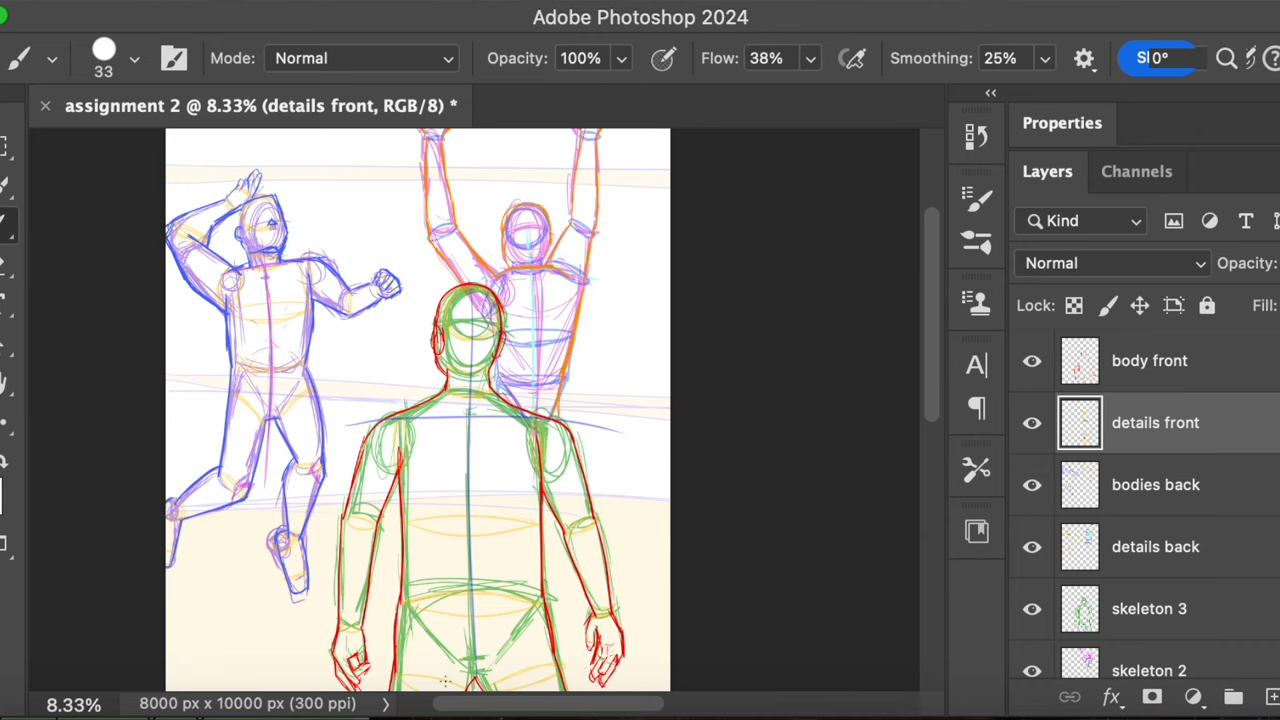 Adobe Photoshop 2024
33
Mode: Normal
Opacity: 100%
Flow: 38%
Smoothing: 25%
0°
× assignment 2 @ 8.33% (details front, RGB/8) *
Properties
Layers
Channels
Kind
Normal
Opacity:
Lock:
Fill:
body front
details front
bodies back
details back
skeleton 3
skeleton 2
8.33%
8000 px x 10000 px (300 ppi)